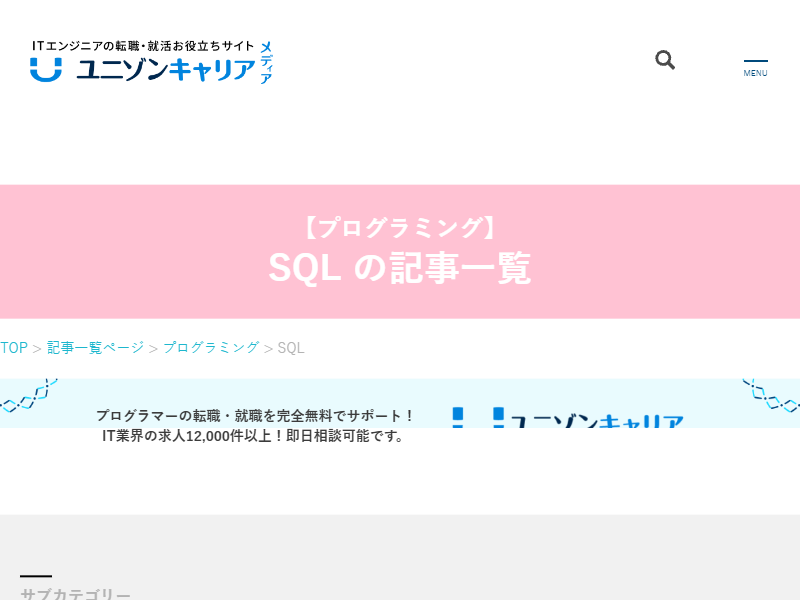 ITエンジニアの転職・就活お役立ちサイト
ユニゾンキャリア
メディア
MENU
【プログラミング】
SQL の記事一覧
TOP > 記事一覧ページ > プログラミング > SQL
プログラマーの転職・就職を完全無料でサポート！
IT業界の求人12,000件以上！即日相談可能です。
ユニゾンキャリア
サブカテゴリー